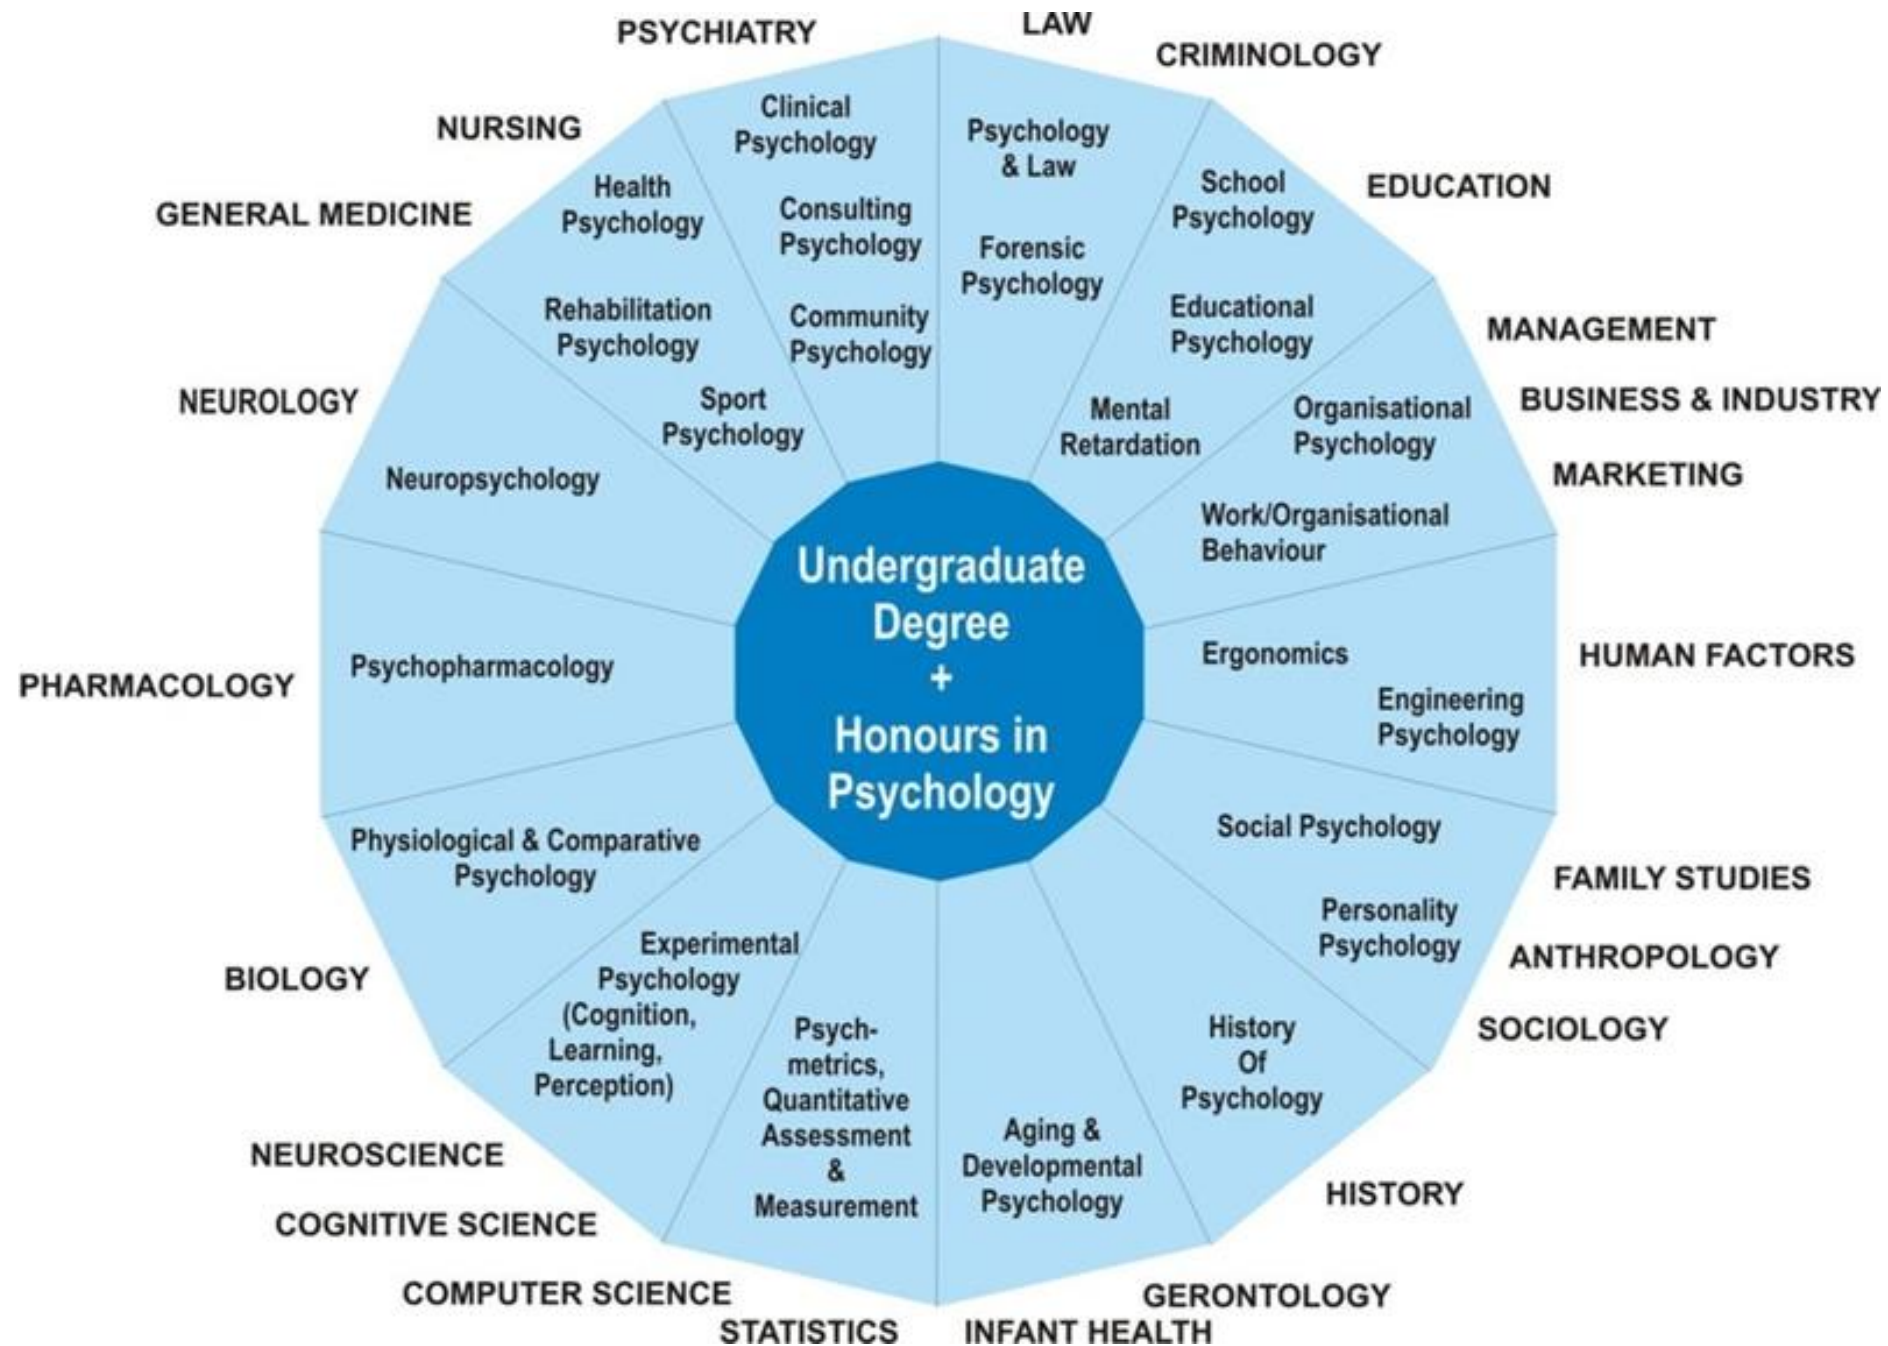 LAW
PSYCHIATRY
CRIMINOLOGY
NURSING
GENERAL MEDICINE
EDUCATION
MANAGEMENT
BUSINESS & INDUSTRY
MARKETING
NEUROLOGY
PHARMACOLOGY
HUMAN FACTORS
Clinical
Psychology
Consulting
Psychology
Community
Psychology
Psychology
& Law
Forensic
Psychology
Health
Psychology
Rehabilitation
Psychology
Sport
Psychology
School
Psychology
Educational
Psychology
Mental
Retardation
Organisational
Psychology
Work/Organisational
Behaviour
Neuropsychology
Psychopharmacology
Undergraduate
Degree
+
Honours in
Psychology
Ergonomics
Engineering
Psychology
Physiological & Comparative
Psychology
Social Psychology
Personality
Psychology
Experimental
Psychology
(Cognition,
Learning,
Perception)
Psych-
metrics,
Quantitative
Assessment
&
Measurement
Aging &
Developmental
Psychology
History
Of
Psychology
FAMILY STUDIES
ANTHROPOLOGY
SOCIOLOGY
BIOLOGY
NEUROSCIENCE
COGNITIVE SCIENCE
COMPUTER SCIENCE
STATISTICS
INFANT HEALTH
GERONTOLOGY
HISTORY